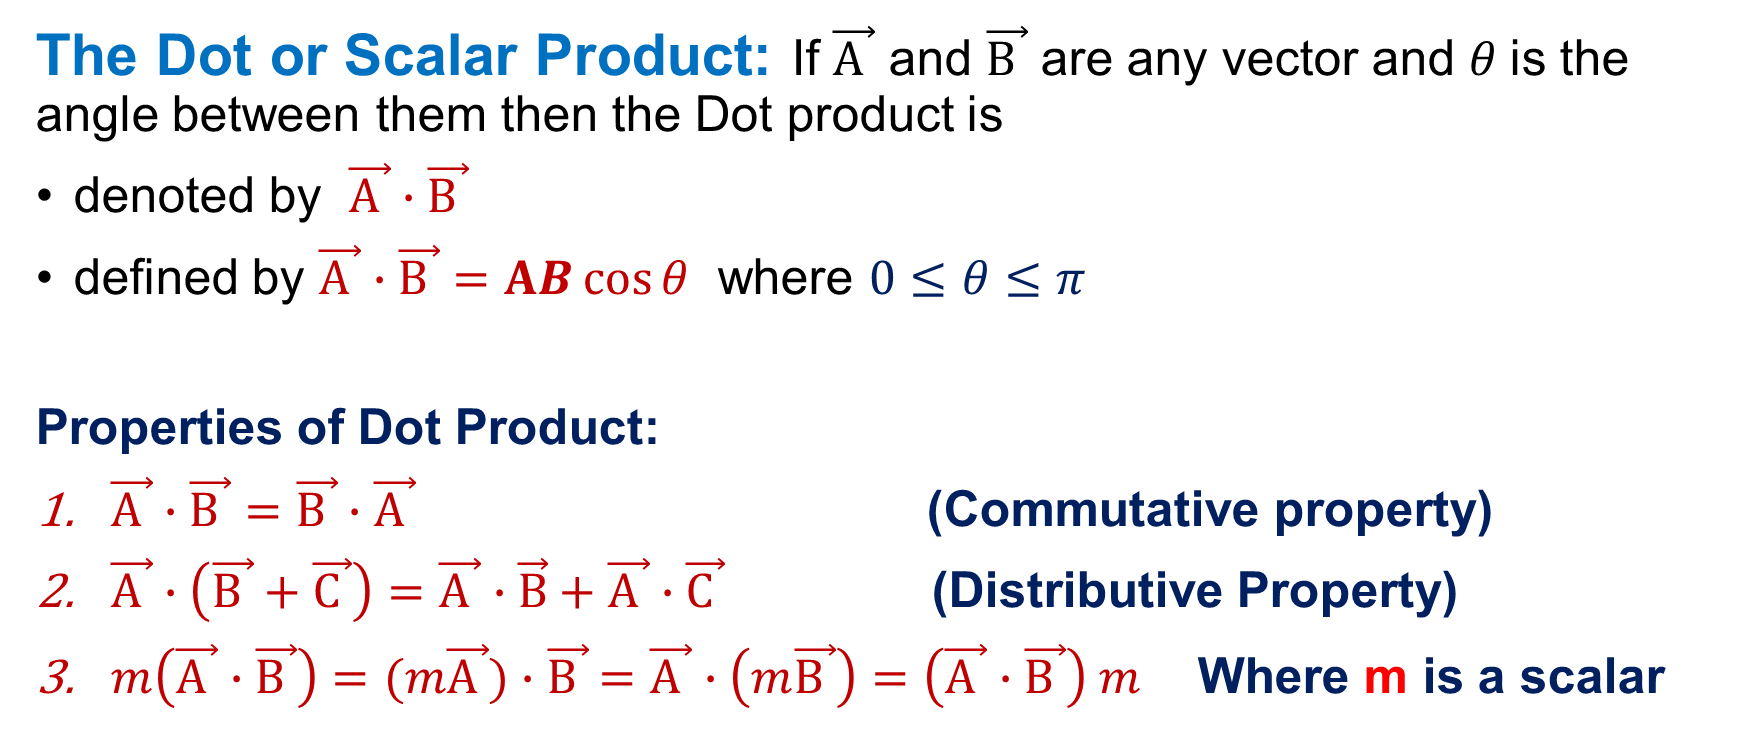 The Dot or Scalar Product: If A⃗ and B⃗ are any vector and θ is the
angle between them then the Dot product is
• denoted by A⃗ · B⃗
• defined by A⃗ · B⃗ = AB cos θ where 0 ≤ θ ≤ π
Properties of Dot Product:
1. A⃗ · B⃗ = B⃗ · A⃗ (Commutative property)
2. A⃗ · (B⃗ + C⃗) = A⃗ · B⃗ + A⃗ · C⃗ (Distributive Property)
3. m(A⃗ · B⃗) = (mA⃗) · B⃗ = A⃗ · (mB⃗) = (A⃗ · B⃗) m Where m is a scalar